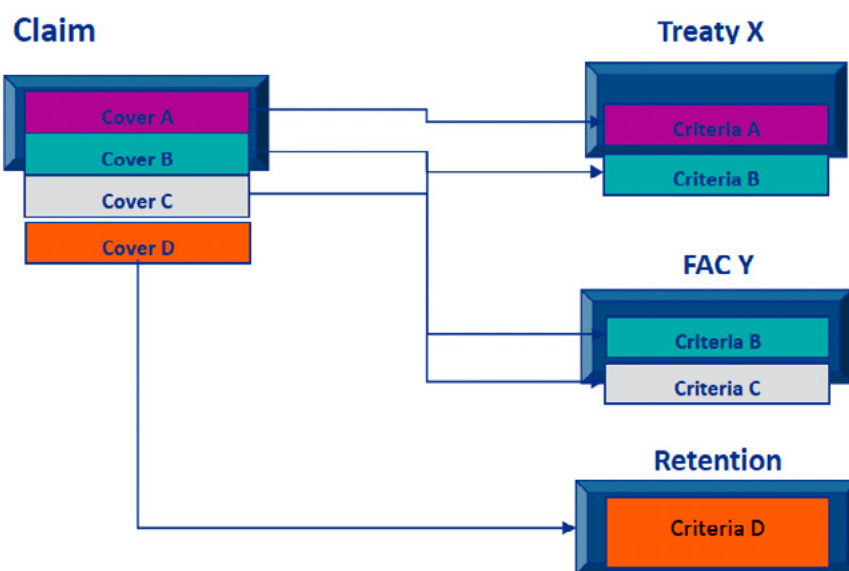 Claim
Cover A
Cover B
Cover C
Cover D
Treaty X
Criteria A
Criteria B
FAC Y
Criteria B
Criteria C
Retention
Criteria D